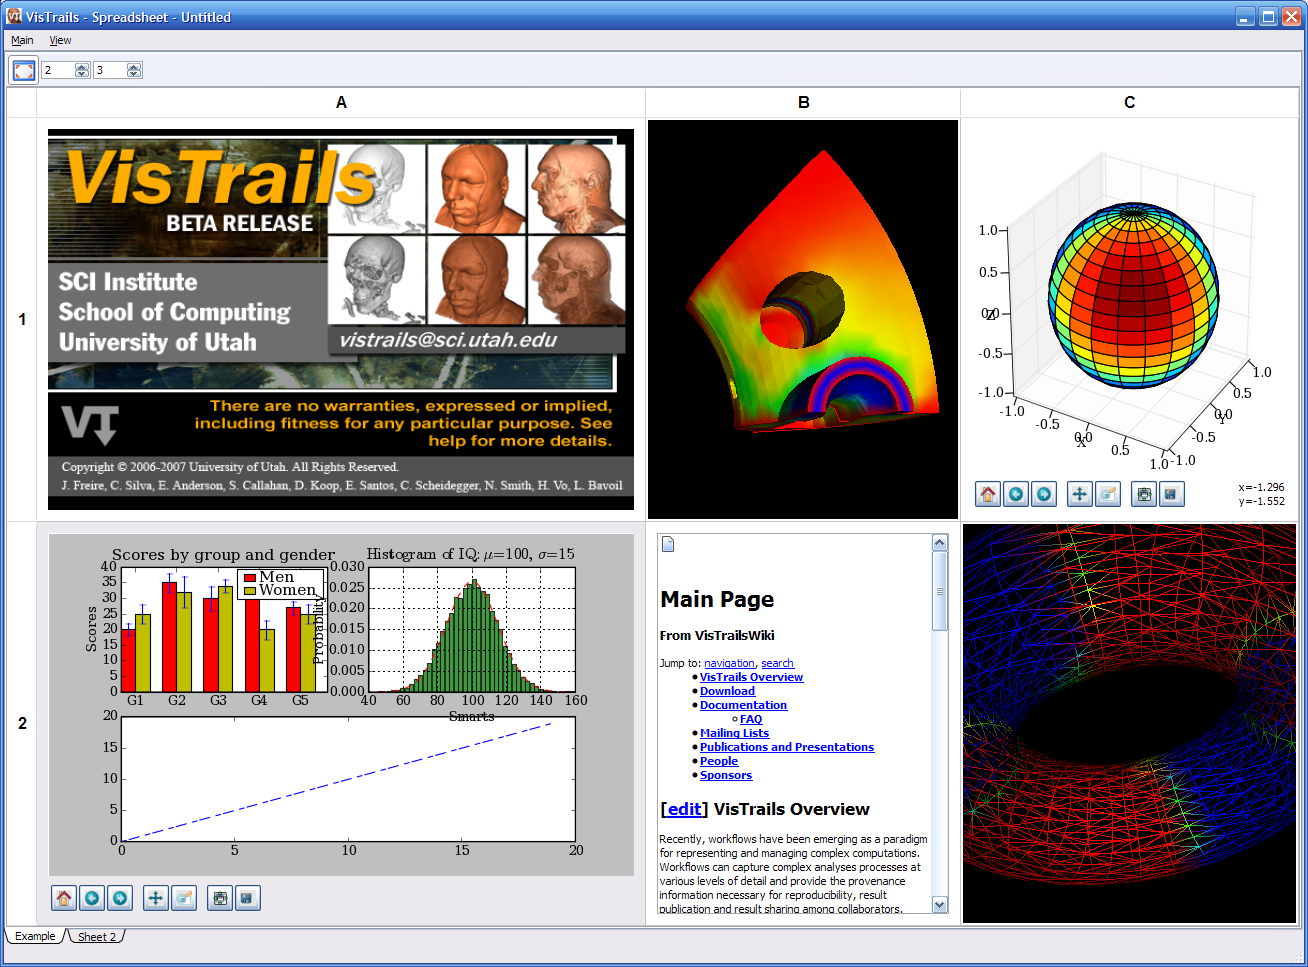 VisTrails - Spreadsheet - Untitled
Main View
2 3
A B C
1
VisTrails
BETA RELEASE
SCI Institute
School of Computing
University of Utah
vistrails@sci.utah.edu
VT
There are no warranties, expressed or implied,
including fitness for any particular purpose. See
help for more details.
Copyright © 2006-2007 University of Utah. All Rights Reserved.
J. Freire, C. Silva, E. Anderson, S. Callahan, D. Koop, E. Santos, C. Scheidegger, N. Smith, H. Vo, L. Bavoil
1.0
0.5
0.0
Z
-0.5
-1.0
-1.0 -0.5 0.0 0.5 1.0
X
-1.0 -0.5 0.0 0.5 1.0
Y
x=-1.296
y=-1.552
2
Scores by group and gender
Men
Women
Scores
40
35
30
25
20
15
10
5
0
G1 G2 G3 G4 G5
Histogram of IQ: μ=100, σ=15
Probability
0.030
0.025
0.020
0.015
0.010
0.005
0.000
40 60 80 100 120 140 160
Smarts
20
15
10
5
0
0 5 10 15 20
Main Page
From VisTrailsWiki
Jump to: navigation, search
VisTrails Overview
Download
Documentation
FAQ
Mailing Lists
Publications and Presentations
People
Sponsors
[edit] VisTrails Overview
Recently, workflows have been emerging as a paradigm
for representing and managing complex computations.
Workflows can capture complex analyses processes at
various levels of detail and provide the provenance
information necessary for reproducibility, result
publication and result sharing among collaborators.
Example Sheet 2